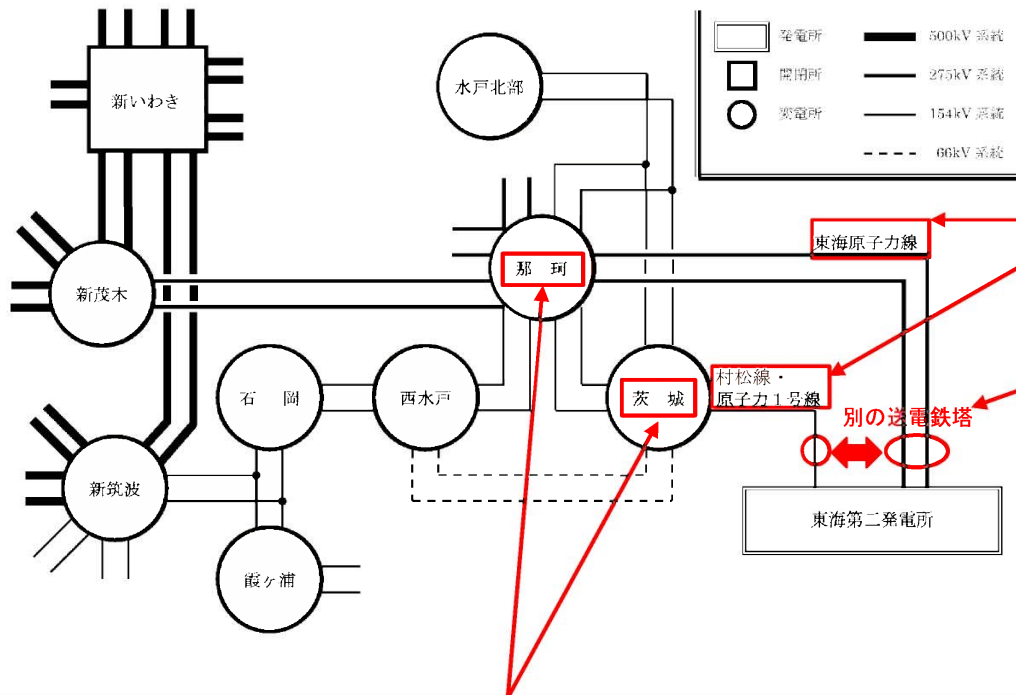 発電所
500kV 系統
開閉所
275kV 系統
変電所
154kV 系統
66kV 系統
新いわき
水戸北部
東海原子力線
那 珂
新茂木
村松線・
原子力1号線
石 岡
西水戸
茨 城
別の送電鉄塔
新筑波
東海第二発電所
霞ヶ浦